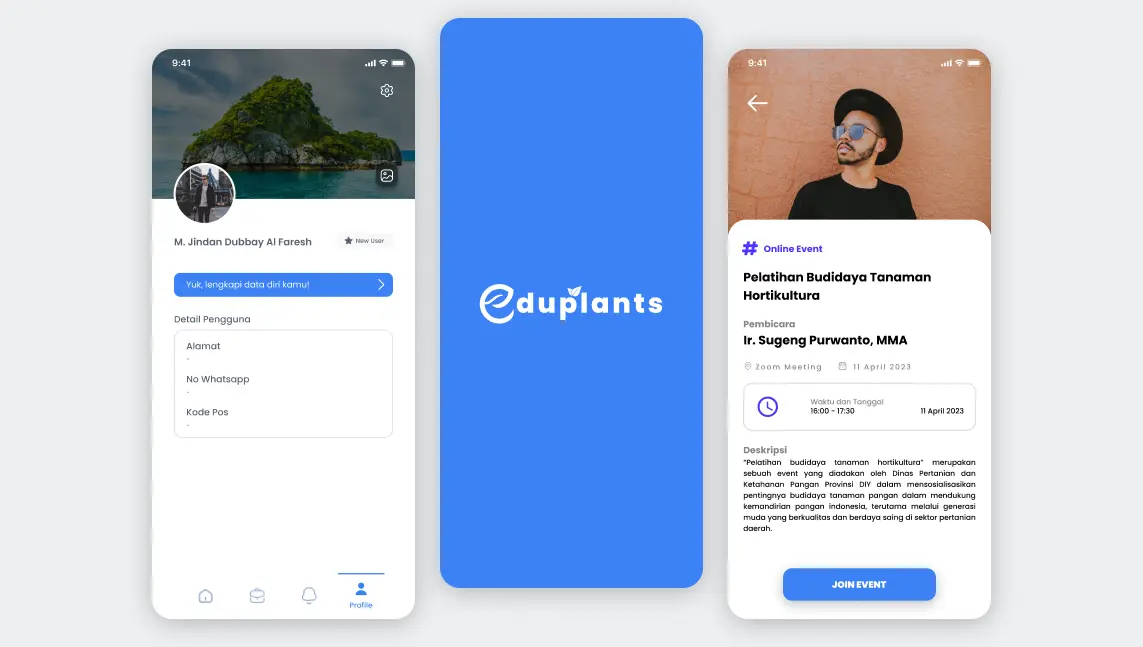 9:41
M. Jindan Dubbay Al Faresh
New User
Yuk, lengkapi data diri kamu!
Detail Pengguna
Alamat
-
No Whatsapp
-
Kode Pos
-
Profile
eduplants
9:41
# Online Event
Pelatihan Budidaya Tanaman
Hortikultura
Pembicara
Ir. Sugeng Purwanto, MMA
Zoom Meeting 11 April 2023
Waktu dan Tanggal
16:00 - 17:30 11 April 2023
Deskripsi
"Pelatihan budidaya tanaman hortikultura" merupakan
sebuah event yang diadakan oleh Dinas Pertanian dan
Ketahanan Pangan Provinsi DIY dalam mensosialisasikan
pentingnya budidaya tanaman pangan dalam mendukung
kemandirian pangan indonesia, terutama melalui generasi
muda yang berkualitas dan berdaya saing di sektor pertanian
daerah.
JOIN EVENT